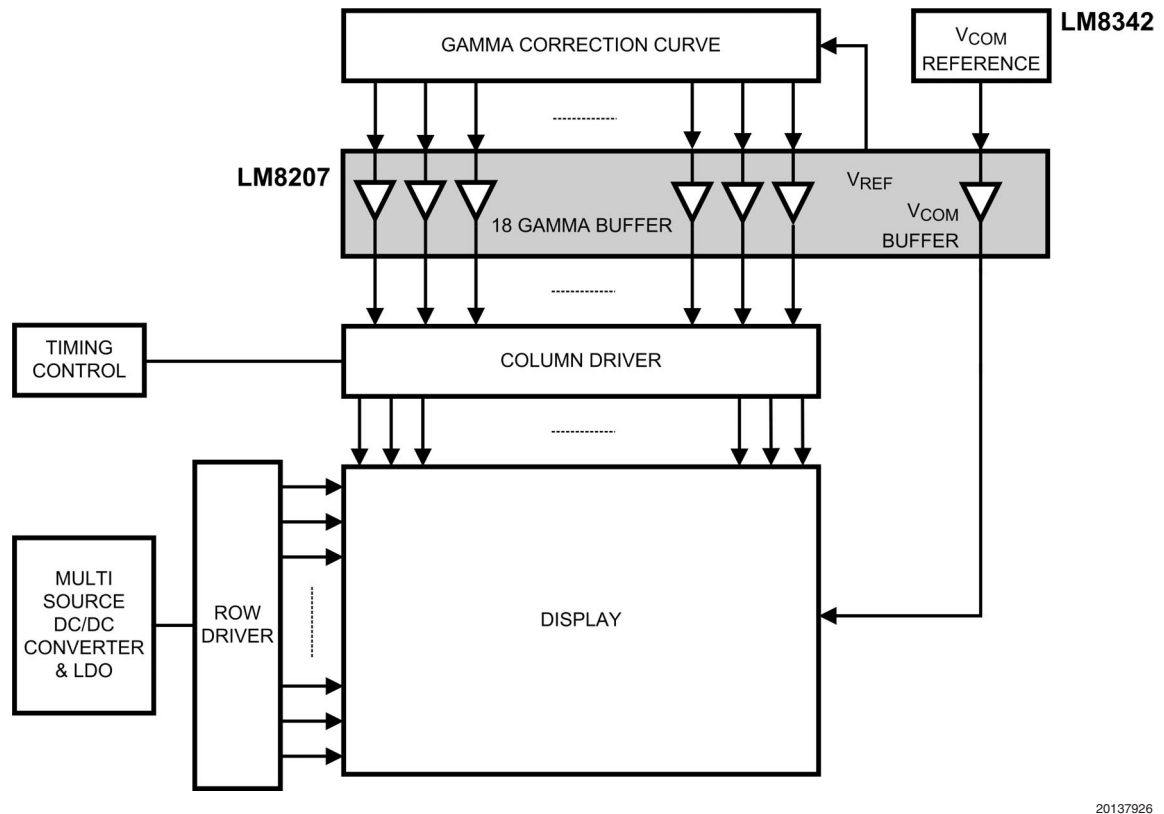 GAMMA CORRECTION CURVE
VCOM
REFERENCE
LM8342
LM8207
18 GAMMA BUFFER
VREF
VCOM
BUFFER
TIMING
CONTROL
COLUMN DRIVER
MULTI
SOURCE
DC/DC
CONVERTER
& LDO
ROW
DRIVER
DISPLAY
20137926